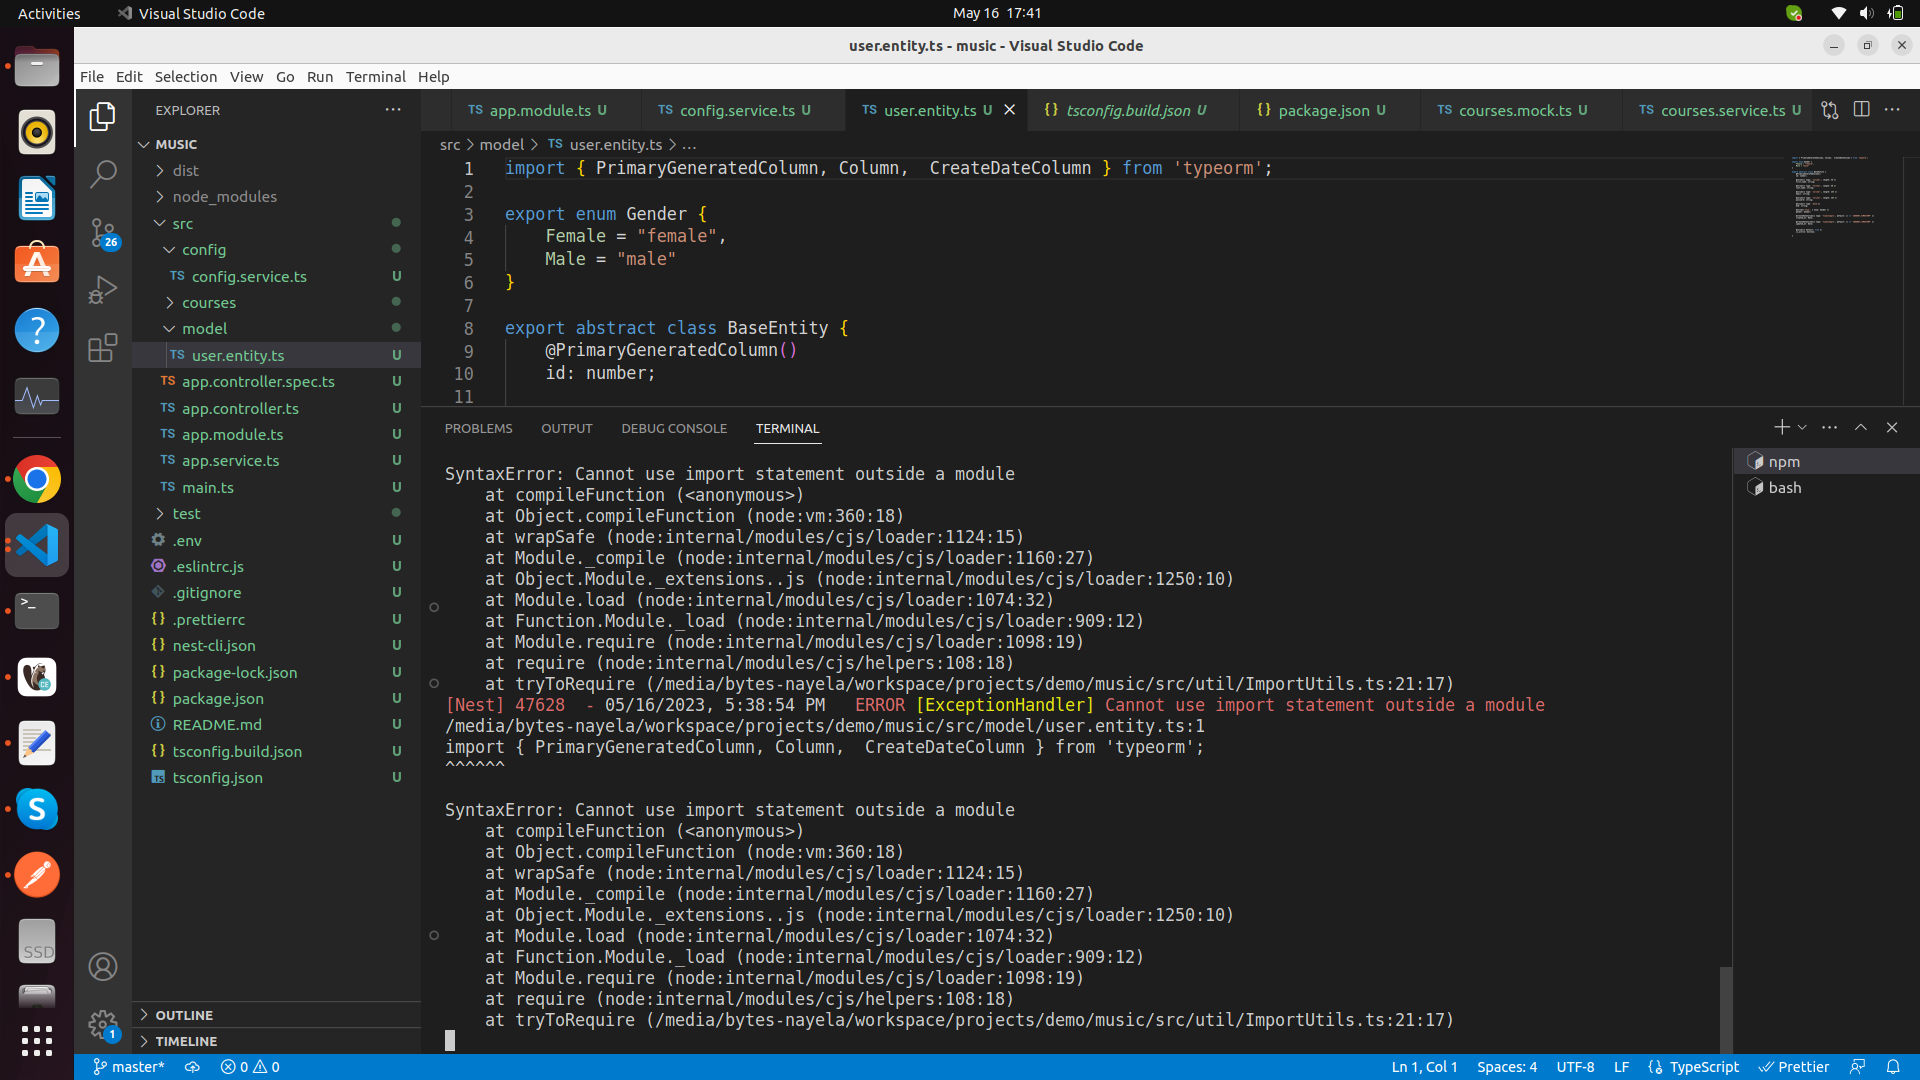 Activities
Visual Studio Code
May 16 17:41
user.entity.ts - music - Visual Studio Code
File Edit Selection View Go Run Terminal Help
EXPLORER
MUSIC
dist
node_modules
src
config
TS config.service.ts U
courses
model
TS user.entity.ts U
TS app.controller.spec.ts U
TS app.controller.ts U
TS app.module.ts U
TS app.service.ts U
TS main.ts U
test
.env U
.eslintrc.js U
.gitignore U
{} .prettierrc U
{} nest-cli.json U
{} package-lock.json U
{} package.json U
README.md U
{} tsconfig.build.json U
TS tsconfig.json U
OUTLINE
TIMELINE
26
1
SSD
TS app.module.ts U
TS config.service.ts U
TS user.entity.ts U
{} tsconfig.build.json U
{} package.json U
TS courses.mock.ts U
TS courses.service.ts U
src > model > TS user.entity.ts > ...
1 import { PrimaryGeneratedColumn, Column,  CreateDateColumn } from 'typeorm';
2
3 export enum Gender {
4     Female = "female",
5     Male = "male"
6 }
7
8 export abstract class BaseEntity {
9     @PrimaryGeneratedColumn()
10     id: number;
11
PROBLEMS OUTPUT DEBUG CONSOLE TERMINAL
npm
bash
SyntaxError: Cannot use import statement outside a module
    at compileFunction (<anonymous>)
    at Object.compileFunction (node:vm:360:18)
    at wrapSafe (node:internal/modules/cjs/loader:1124:15)
    at Module._compile (node:internal/modules/cjs/loader:1160:27)
    at Object.Module._extensions..js (node:internal/modules/cjs/loader:1250:10)
    at Module.load (node:internal/modules/cjs/loader:1074:32)
    at Function.Module._load (node:internal/modules/cjs/loader:909:12)
    at Module.require (node:internal/modules/cjs/loader:1098:19)
    at require (node:internal/modules/cjs/helpers:108:18)
    at tryToRequire (/media/bytes-nayela/workspace/projects/demo/music/src/util/ImportUtils.ts:21:17)
[Nest] 47628  - 05/16/2023, 5:38:54 PM   ERROR [ExceptionHandler] Cannot use import statement outside a module
/media/bytes-nayela/workspace/projects/demo/music/src/model/user.entity.ts:1
import { PrimaryGeneratedColumn, Column,  CreateDateColumn } from 'typeorm';
^^^^^^
SyntaxError: Cannot use import statement outside a module
    at compileFunction (<anonymous>)
    at Object.compileFunction (node:vm:360:18)
    at wrapSafe (node:internal/modules/cjs/loader:1124:15)
    at Module._compile (node:internal/modules/cjs/loader:1160:27)
    at Object.Module._extensions..js (node:internal/modules/cjs/loader:1250:10)
    at Module.load (node:internal/modules/cjs/loader:1074:32)
    at Function.Module._load (node:internal/modules/cjs/loader:909:12)
    at Module.require (node:internal/modules/cjs/loader:1098:19)
    at require (node:internal/modules/cjs/helpers:108:18)
    at tryToRequire (/media/bytes-nayela/workspace/projects/demo/music/src/util/ImportUtils.ts:21:17)
master* 0 0 Ln 1, Col 1 Spaces: 4 UTF-8 LF {} TypeScript Prettier